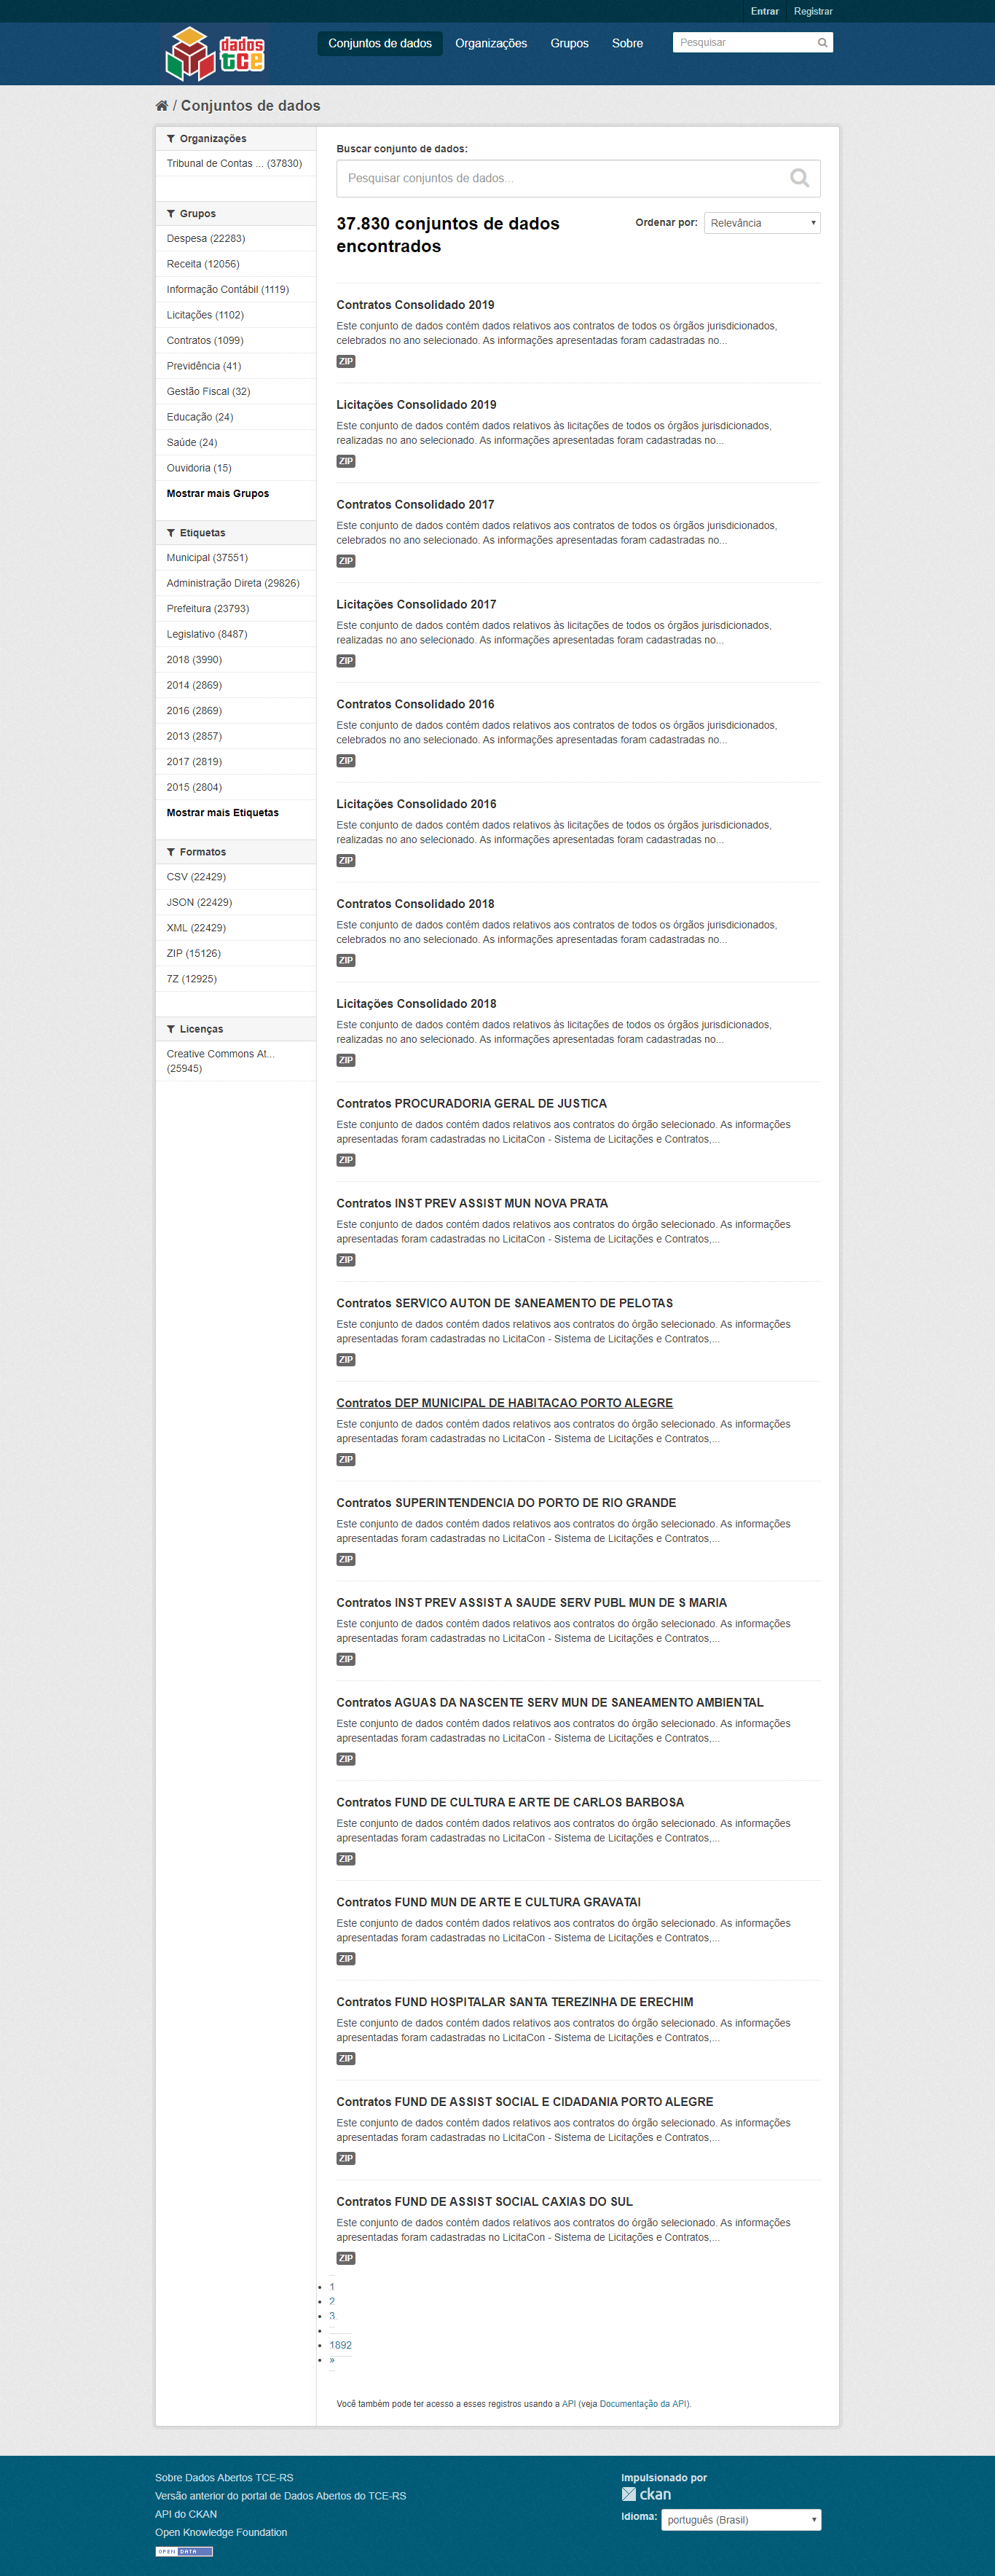 Entrar Registrar
dados tce
Conjuntos de dados Organizações Grupos Sobre Pesquisar
/ Conjuntos de dados
Organizações
Tribunal de Contas ... (37830)
Grupos
Despesa (22283)
Receita (12056)
Informação Contábil (1119)
Licitações (1102)
Contratos (1099)
Previdência (41)
Gestão Fiscal (32)
Educação (24)
Saúde (24)
Ouvidoria (15)
Mostrar mais Grupos
Etiquetas
Municipal (37551)
Administração Direta (29826)
Prefeitura (23793)
Legislativo (8487)
2018 (3990)
2014 (2869)
2016 (2869)
2013 (2857)
2017 (2819)
2015 (2804)
Mostrar mais Etiquetas
Formatos
CSV (22429)
JSON (22429)
XML (22429)
ZIP (15126)
7Z (12925)
Licenças
Creative Commons At...
(25945)
Buscar conjunto de dados:
Pesquisar conjuntos de dados...
37.830 conjuntos de dados
encontrados
Ordenar por: Relevância
Contratos Consolidado 2019
Este conjunto de dados contém dados relativos aos contratos de todos os órgãos jurisdicionados,
celebrados no ano selecionado. As informações apresentadas foram cadastradas no...
ZIP
Licitações Consolidado 2019
Este conjunto de dados contém dados relativos às licitações de todos os órgãos jurisdicionados,
realizadas no ano selecionado. As informações apresentadas foram cadastradas no...
ZIP
Contratos Consolidado 2017
Este conjunto de dados contém dados relativos aos contratos de todos os órgãos jurisdicionados,
celebrados no ano selecionado. As informações apresentadas foram cadastradas no...
ZIP
Licitações Consolidado 2017
Este conjunto de dados contém dados relativos às licitações de todos os órgãos jurisdicionados,
realizadas no ano selecionado. As informações apresentadas foram cadastradas no...
ZIP
Contratos Consolidado 2016
Este conjunto de dados contém dados relativos aos contratos de todos os órgãos jurisdicionados,
celebrados no ano selecionado. As informações apresentadas foram cadastradas no...
ZIP
Licitações Consolidado 2016
Este conjunto de dados contém dados relativos às licitações de todos os órgãos jurisdicionados,
realizadas no ano selecionado. As informações apresentadas foram cadastradas no...
ZIP
Contratos Consolidado 2018
Este conjunto de dados contém dados relativos aos contratos de todos os órgãos jurisdicionados,
celebrados no ano selecionado. As informações apresentadas foram cadastradas no...
ZIP
Licitações Consolidado 2018
Este conjunto de dados contém dados relativos às licitações de todos os órgãos jurisdicionados,
realizadas no ano selecionado. As informações apresentadas foram cadastradas no...
ZIP
Contratos PROCURADORIA GERAL DE JUSTICA
Este conjunto de dados contém dados relativos aos contratos do órgão selecionado. As informações
apresentadas foram cadastradas no LicitaCon - Sistema de Licitações e Contratos,...
ZIP
Contratos INST PREV ASSIST MUN NOVA PRATA
Este conjunto de dados contém dados relativos aos contratos do órgão selecionado. As informações
apresentadas foram cadastradas no LicitaCon - Sistema de Licitações e Contratos,...
ZIP
Contratos SERVICO AUTON DE SANEAMENTO DE PELOTAS
Este conjunto de dados contém dados relativos aos contratos do órgão selecionado. As informações
apresentadas foram cadastradas no LicitaCon - Sistema de Licitações e Contratos,...
ZIP
Contratos DEP MUNICIPAL DE HABITACAO PORTO ALEGRE
Este conjunto de dados contém dados relativos aos contratos do órgão selecionado. As informações
apresentadas foram cadastradas no LicitaCon - Sistema de Licitações e Contratos,...
ZIP
Contratos SUPERINTENDENCIA DO PORTO DE RIO GRANDE
Este conjunto de dados contém dados relativos aos contratos do órgão selecionado. As informações
apresentadas foram cadastradas no LicitaCon - Sistema de Licitações e Contratos,...
ZIP
Contratos INST PREV ASSIST A SAUDE SERV PUBL MUN DE S MARIA
Este conjunto de dados contém dados relativos aos contratos do órgão selecionado. As informações
apresentadas foram cadastradas no LicitaCon - Sistema de Licitações e Contratos,...
ZIP
Contratos AGUAS DA NASCENTE SERV MUN DE SANEAMENTO AMBIENTAL
Este conjunto de dados contém dados relativos aos contratos do órgão selecionado. As informações
apresentadas foram cadastradas no LicitaCon - Sistema de Licitações e Contratos,...
ZIP
Contratos FUND DE CULTURA E ARTE DE CARLOS BARBOSA
Este conjunto de dados contém dados relativos aos contratos do órgão selecionado. As informações
apresentadas foram cadastradas no LicitaCon - Sistema de Licitações e Contratos,...
ZIP
Contratos FUND MUN DE ARTE E CULTURA GRAVATAI
Este conjunto de dados contém dados relativos aos contratos do órgão selecionado. As informações
apresentadas foram cadastradas no LicitaCon - Sistema de Licitações e Contratos,...
ZIP
Contratos FUND HOSPITALAR SANTA TEREZINHA DE ERECHIM
Este conjunto de dados contém dados relativos aos contratos do órgão selecionado. As informações
apresentadas foram cadastradas no LicitaCon - Sistema de Licitações e Contratos,...
ZIP
Contratos FUND DE ASSIST SOCIAL E CIDADANIA PORTO ALEGRE
Este conjunto de dados contém dados relativos aos contratos do órgão selecionado. As informações
apresentadas foram cadastradas no LicitaCon - Sistema de Licitações e Contratos,...
ZIP
Contratos FUND DE ASSIST SOCIAL CAXIAS DO SUL
Este conjunto de dados contém dados relativos aos contratos do órgão selecionado. As informações
apresentadas foram cadastradas no LicitaCon - Sistema de Licitações e Contratos,...
ZIP
1
2
3
...
1892
»
Você também pode ter acesso a esses registros usando a API (veja Documentação da API).
Sobre Dados Abertos TCE-RS
Versão anterior do portal de Dados Abertos do TCE-RS
API do CKAN
Open Knowledge Foundation
OPEN DATA
Impulsionado por
ckan
Idioma: português (Brasil)